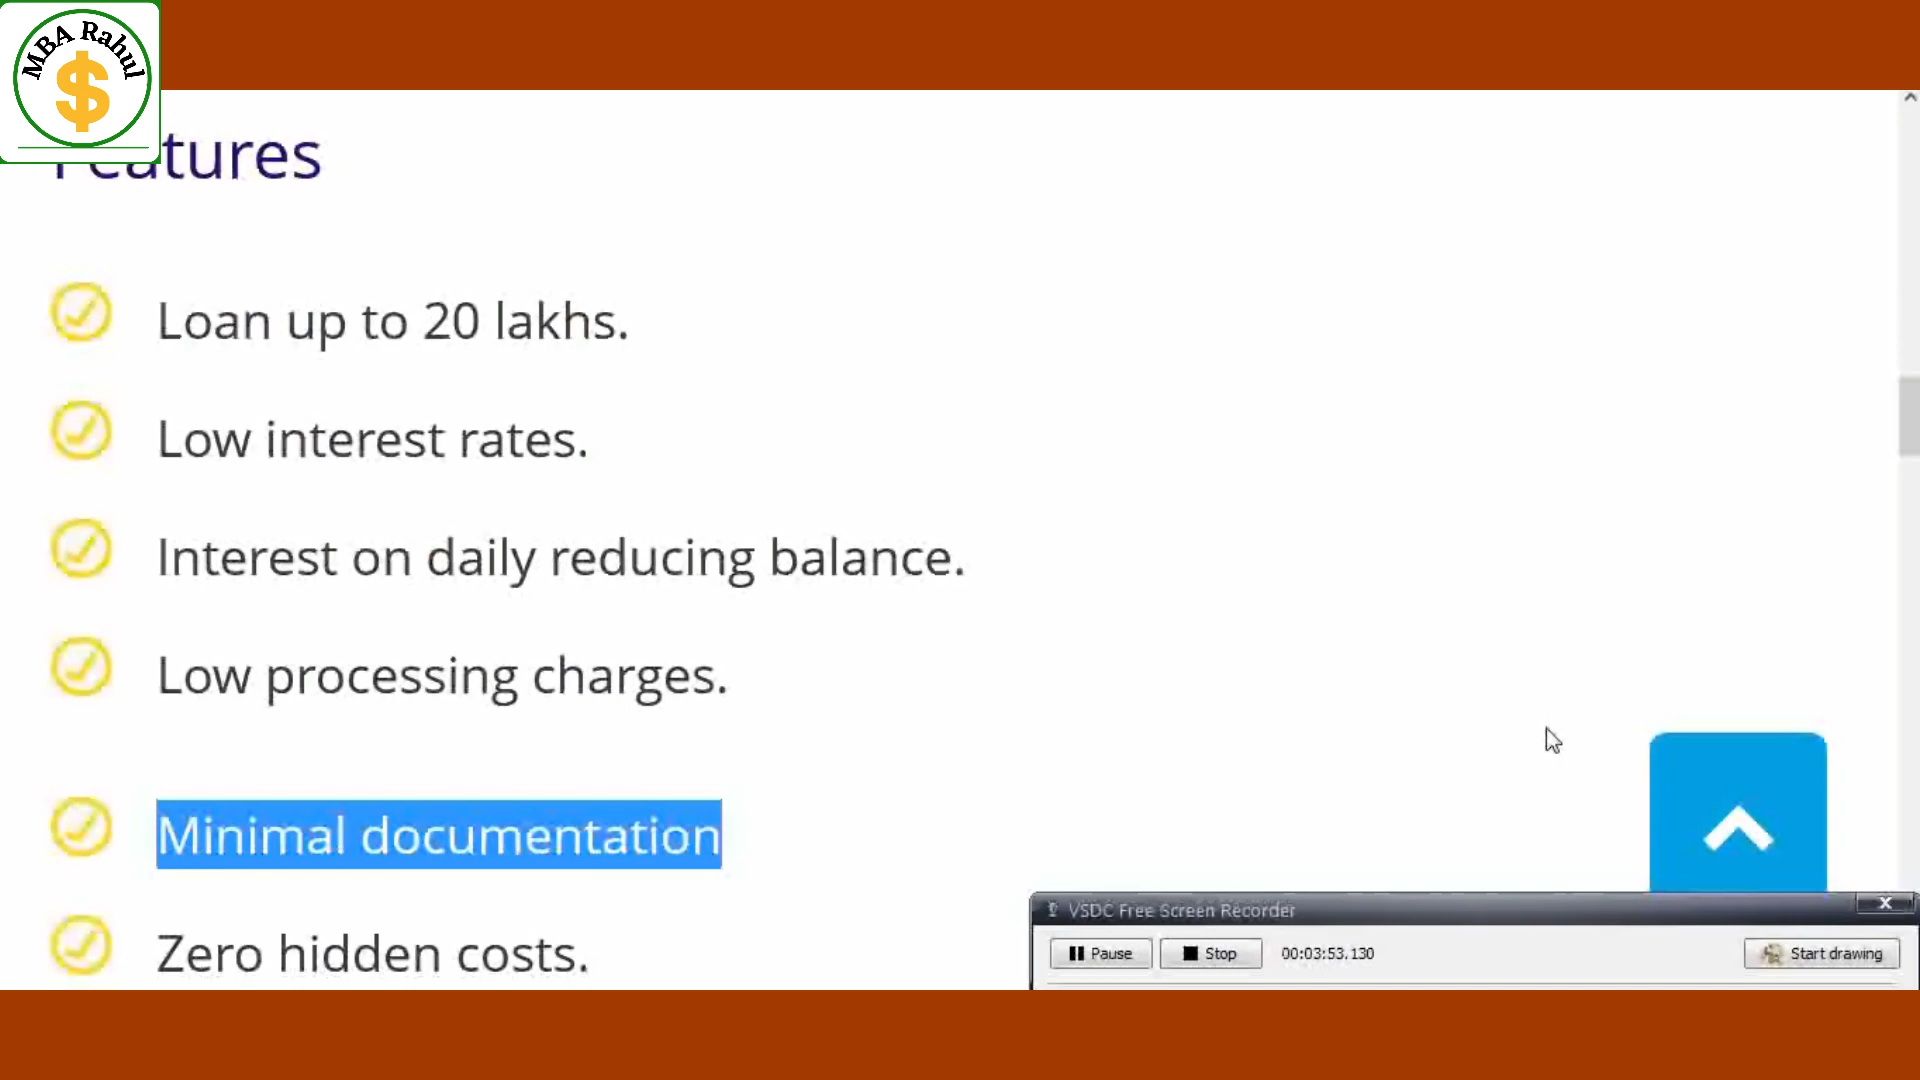 MBA Rahul
$
Features
Loan up to 20 lakhs.
Low interest rates.
Interest on daily reducing balance.
Low processing charges.
Minimal documentation
Zero hidden costs.
VSDC Free Screen Recorder
Pause
Stop
00:03:53.130
Start drawing